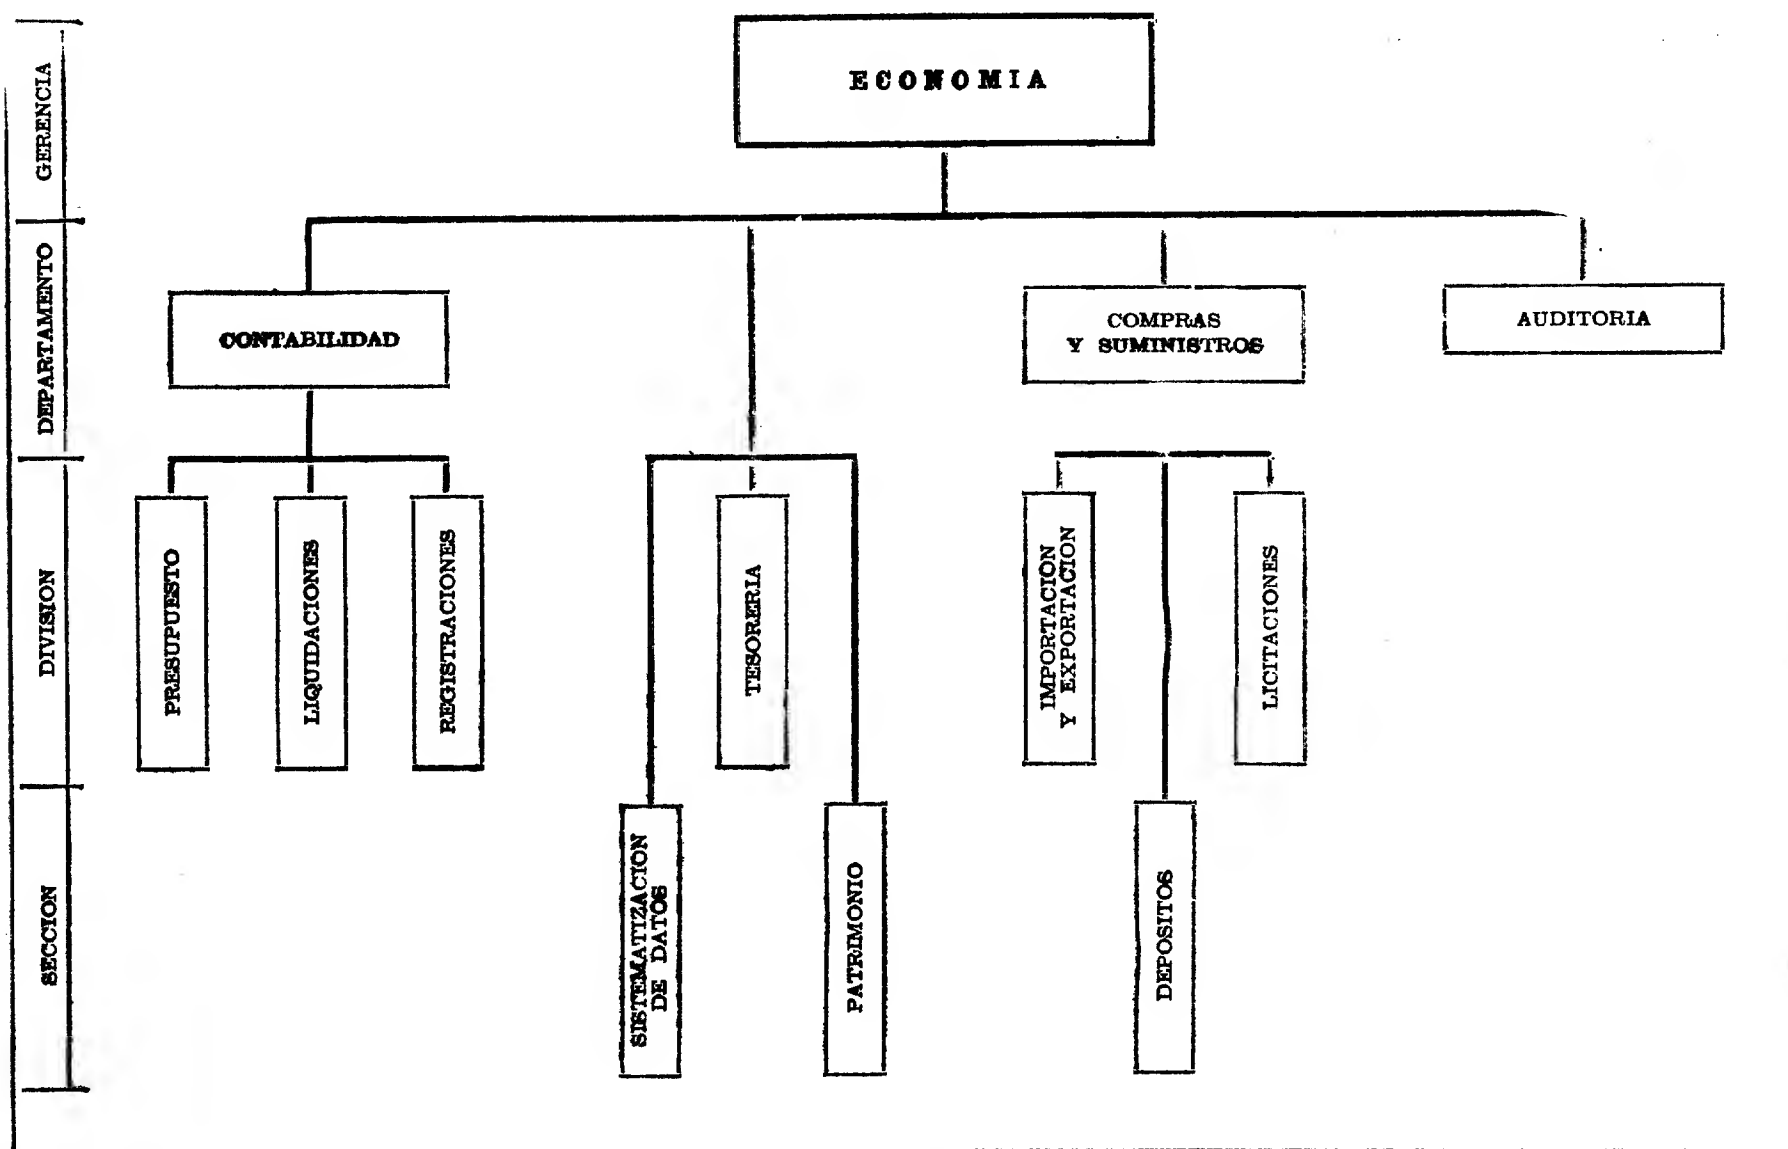 ECONOMIA
GERENCIA
DEPARTAMENTO
CONTABILIDAD
COMPRAS
Y SUMINISTROS
AUDITORIA
DIVISION
PRESUPUESTO
LIQUIDACIONES
REGISTRACIONES
TESORERIA
IMPORTACION
Y EXPORTACION
LICITACIONES
SECCION
SISTEMATIZACION
DE DATOS
PATRIMONIO
DEPOSITOS